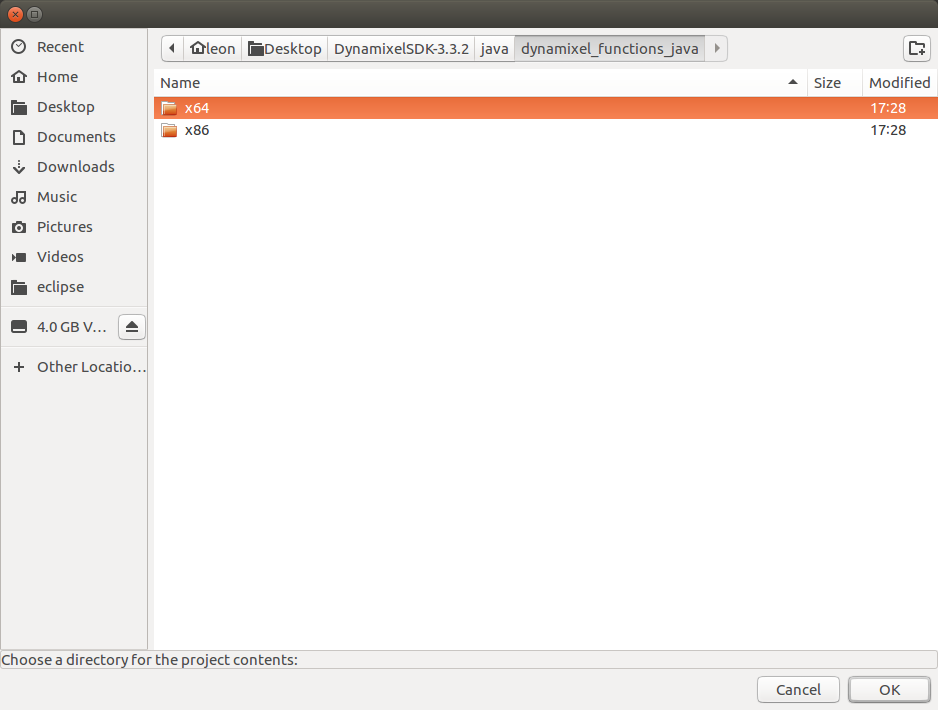 leon Desktop DynamixelSDK-3.3.2 java dynamixel_functions_java
Recent
Home
Desktop
Documents
Downloads
Music
Pictures
Videos
eclipse
4.0 GB V...
Other Locatio...
Name Size Modified
x64 17:28
x86 17:28
Choose a directory for the project contents:
Cancel OK